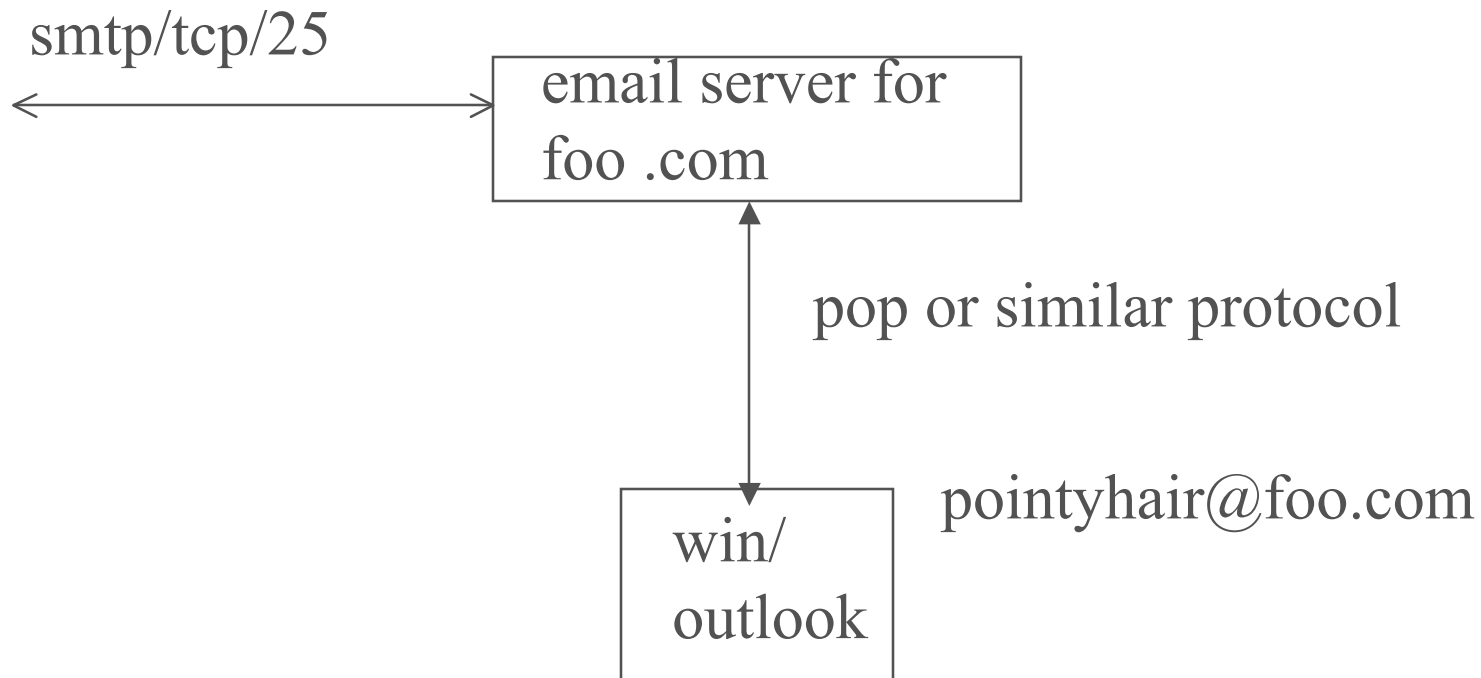 smtp/tcp/25
email server for
foo .com
pop or similar protocol
pointyhair@foo.com
win/
outlook